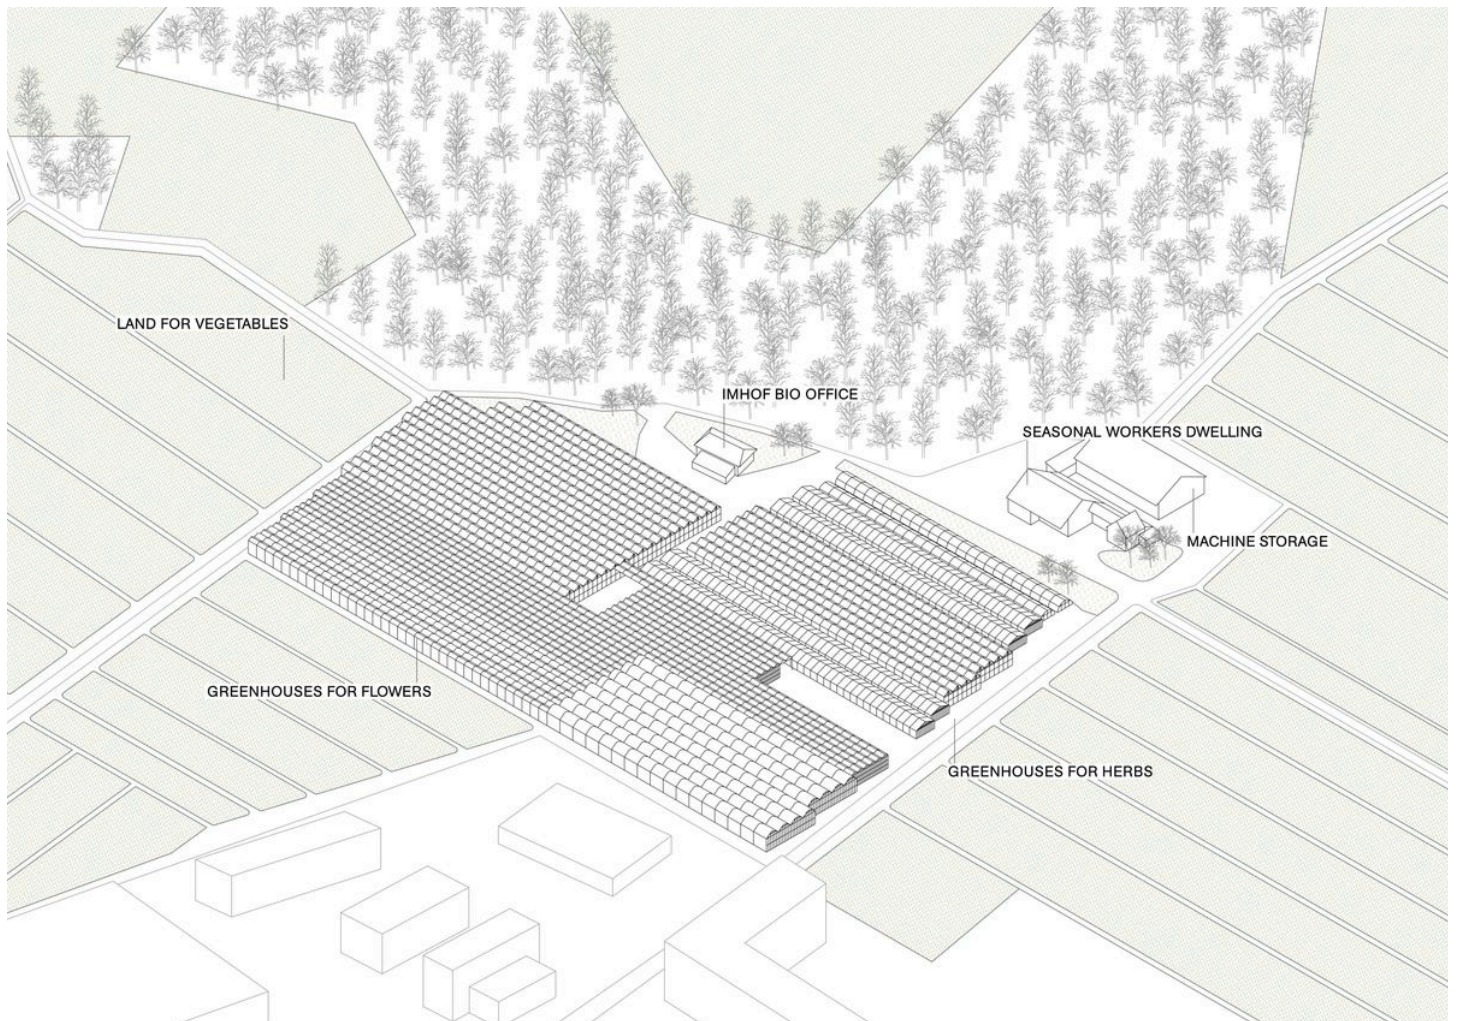 LAND FOR VEGETABLES
IMHOF BIO OFFICE
SEASONAL WORKERS DWELLING
MACHINE STORAGE
GREENHOUSES FOR FLOWERS
GREENHOUSES FOR HERBS